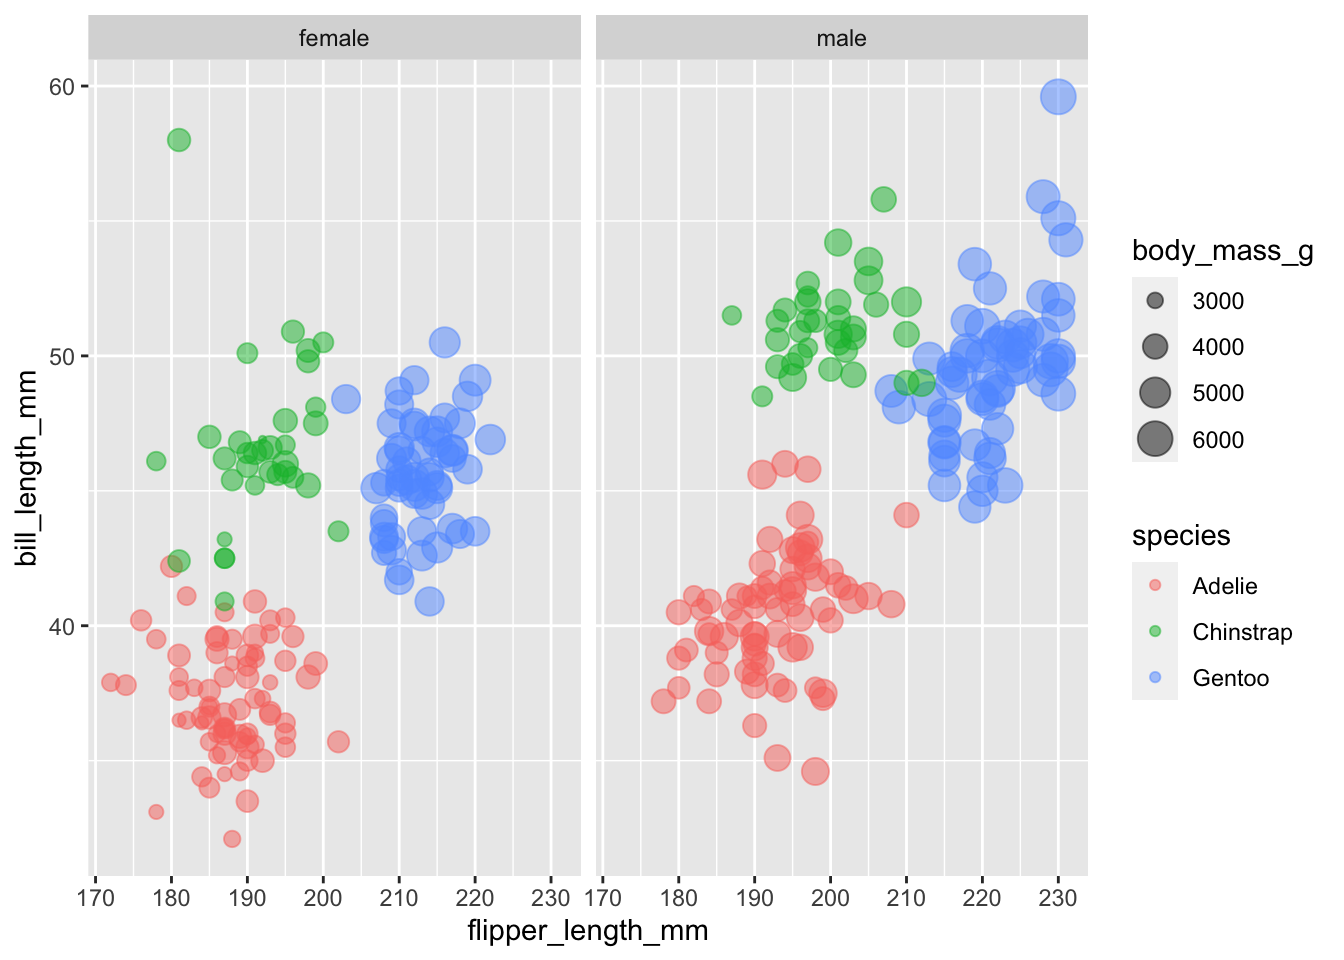 female
male
60
50
40
bill_length_mm
170 180 190 200 210 220 230
170 180 190 200 210 220 230
flipper_length_mm
body_mass_g
3000
4000
5000
6000
species
Adelie
Chinstrap
Gentoo